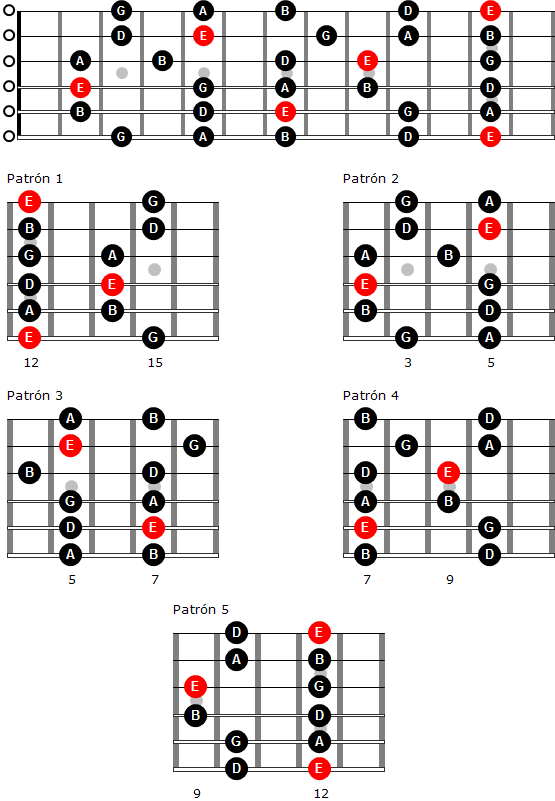 G A B D E
D E G A B
A B D E G
E G A B D
B D E G A
G A B D E
Patrón 1
E G
B D
G A
D E
A B
E G
12 15
Patrón 2
G A
D E
A B
E G
B D
G A
3 5
Patrón 3
A B
E G
B D
G A
D E
A B
5 7
Patrón 4
B D
G A
D E
A B
E G
B D
7 9
Patrón 5
D E
A B
E G
B D
G A
D E
9 12